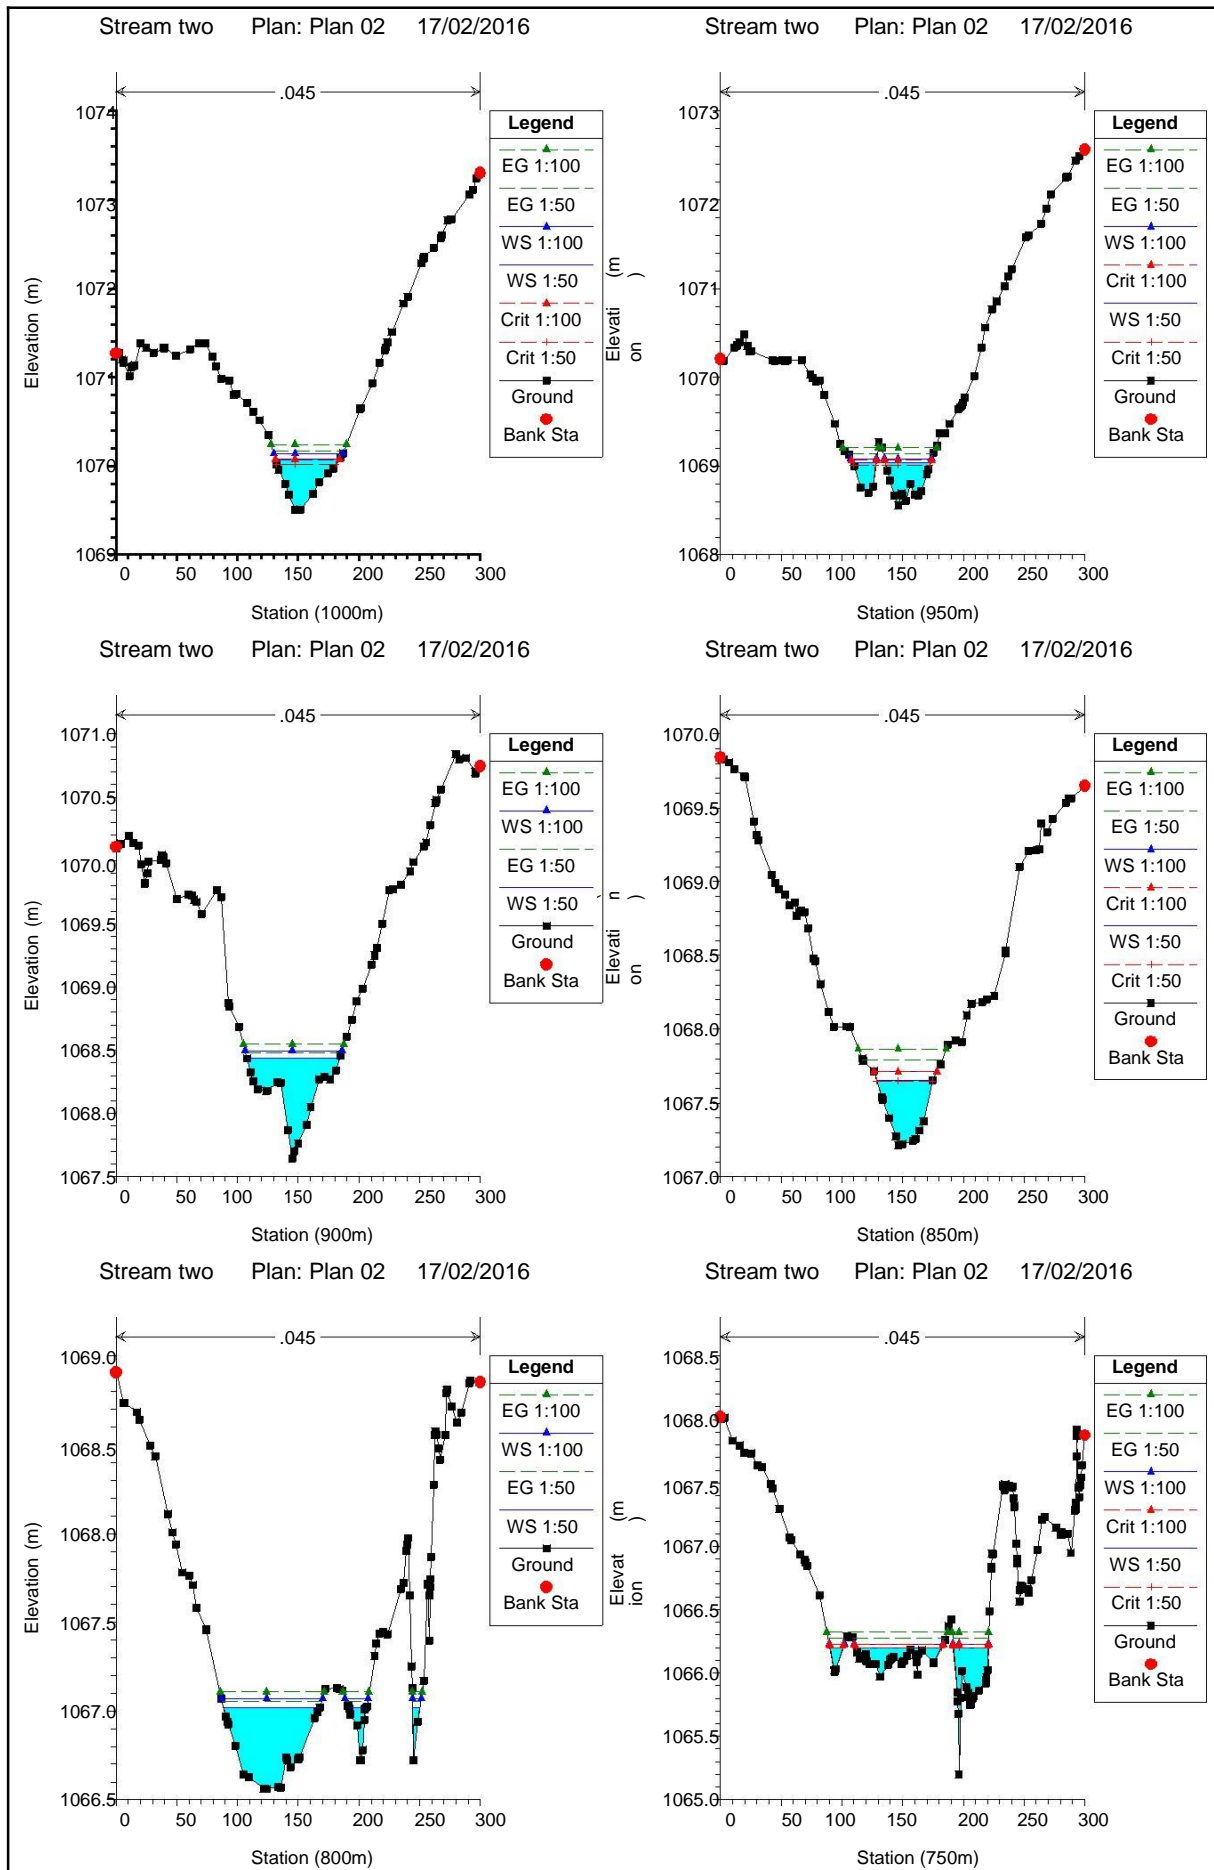 Stream two Plan: Plan 02 17/02/2016
.045
1074
1073
1072
1071
1070
1069
Elevation (m)
0 50 100 150 200 250 300
Station (1000m)
Legend
EG 1:100
EG 1:50
WS 1:100
WS 1:50
Crit 1:100
Crit 1:50
Ground
Bank Sta
Stream two Plan: Plan 02 17/02/2016
.045
1073
1072
1071
1070
1069
1068
Elevati
on
(m
)
0 50 100 150 200 250 300
Station (950m)
Legend
EG 1:100
EG 1:50
WS 1:100
Crit 1:100
WS 1:50
Crit 1:50
Ground
Bank Sta
Stream two Plan: Plan 02 17/02/2016
.045
1071.0
1070.5
1070.0
1069.5
1069.0
1068.5
1068.0
1067.5
Elevation (m)
0 50 100 150 200 250 300
Station (900m)
Legend
EG 1:100
WS 1:100
EG 1:50
WS 1:50
Ground
Bank Sta
Stream two Plan: Plan 02 17/02/2016
.045
1070.0
1069.5
1069.0
1068.5
1068.0
1067.5
1067.0
Elevati
on
)
0 50 100 150 200 250 300
Station (850m)
Legend
EG 1:100
EG 1:50
WS 1:100
Crit 1:100
WS 1:50
Crit 1:50
Ground
Bank Sta
Stream two Plan: Plan 02 17/02/2016
.045
1069.0
1068.5
1068.0
1067.5
1067.0
1066.5
Elevation (m)
0 50 100 150 200 250 300
Station (800m)
Legend
EG 1:100
WS 1:100
EG 1:50
WS 1:50
Ground
Bank Sta
Stream two Plan: Plan 02 17/02/2016
.045
1068.5
1068.0
1067.5
1067.0
1066.5
1066.0
1065.5
1065.0
Elevat
ion
(m
)
0 50 100 150 200 250 300
Station (750m)
Legend
EG 1:100
EG 1:50
WS 1:100
Crit 1:100
WS 1:50
Crit 1:50
Ground
Bank Sta